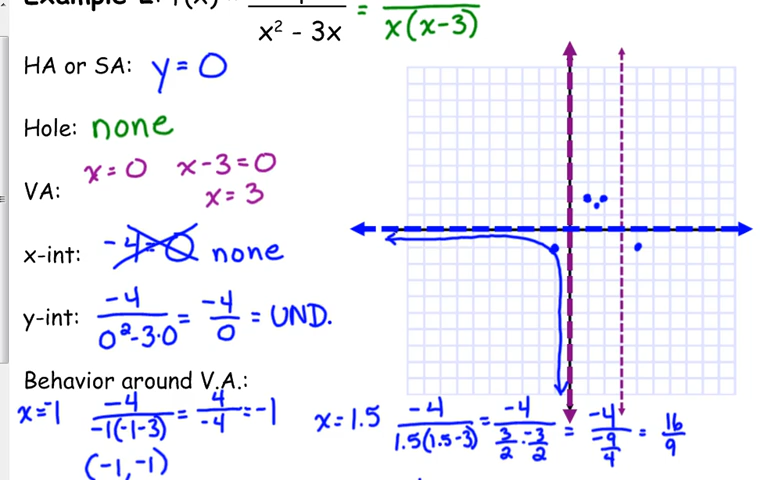 x² - 3x = x(x-3)
HA or SA: y = 0
Hole: none
VA: x = 0 x-3=0
x = 3
x-int: -4=0 none
y-int: -4/(0²-3·0) = -4/0 = UND.
Behavior around V.A.:
x=-1 -4/(-1(-1-3)) = 4/-4 = -1 x=1.5 -4/(1.5(1.5-3)) = -4/(3/2·-3/2) = -4/(-9/4) = 16/9
(-1,-1)